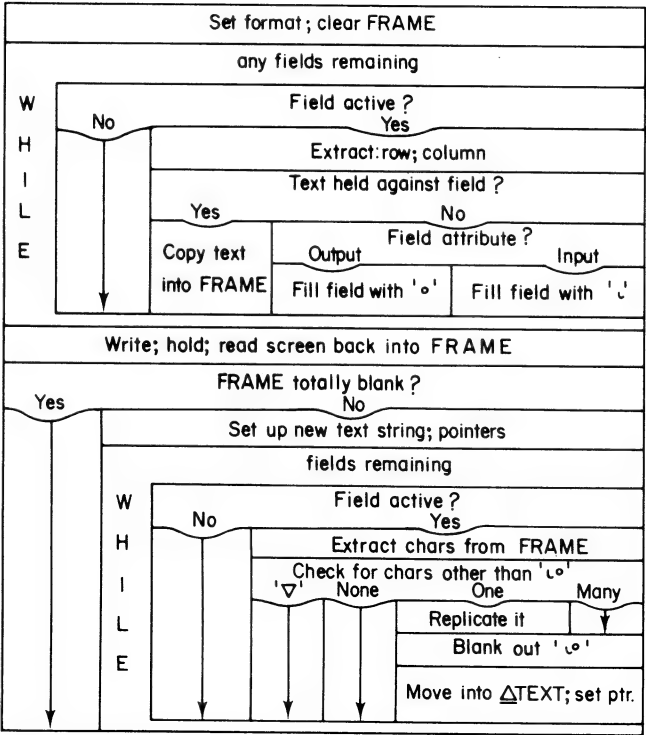 Set format; clear FRAME
any fields remaining
WHILE
Field active?
No Yes
Extract: row; column
Text held against field?
Yes No
Field attribute?
Copy text into FRAME
Output Input
Fill field with '∘' Fill field with '⍳'
Write; hold; read screen back into FRAME
FRAME totally blank?
Yes No
Set up new text string; pointers
fields remaining
WHILE
Field active?
No Yes
Extract chars from FRAME
Check for chars other than '⍳∘'
'∇' None One Many
Replicate it
Blank out '⍳∘'
Move into ⍙TEXT; set ptr.